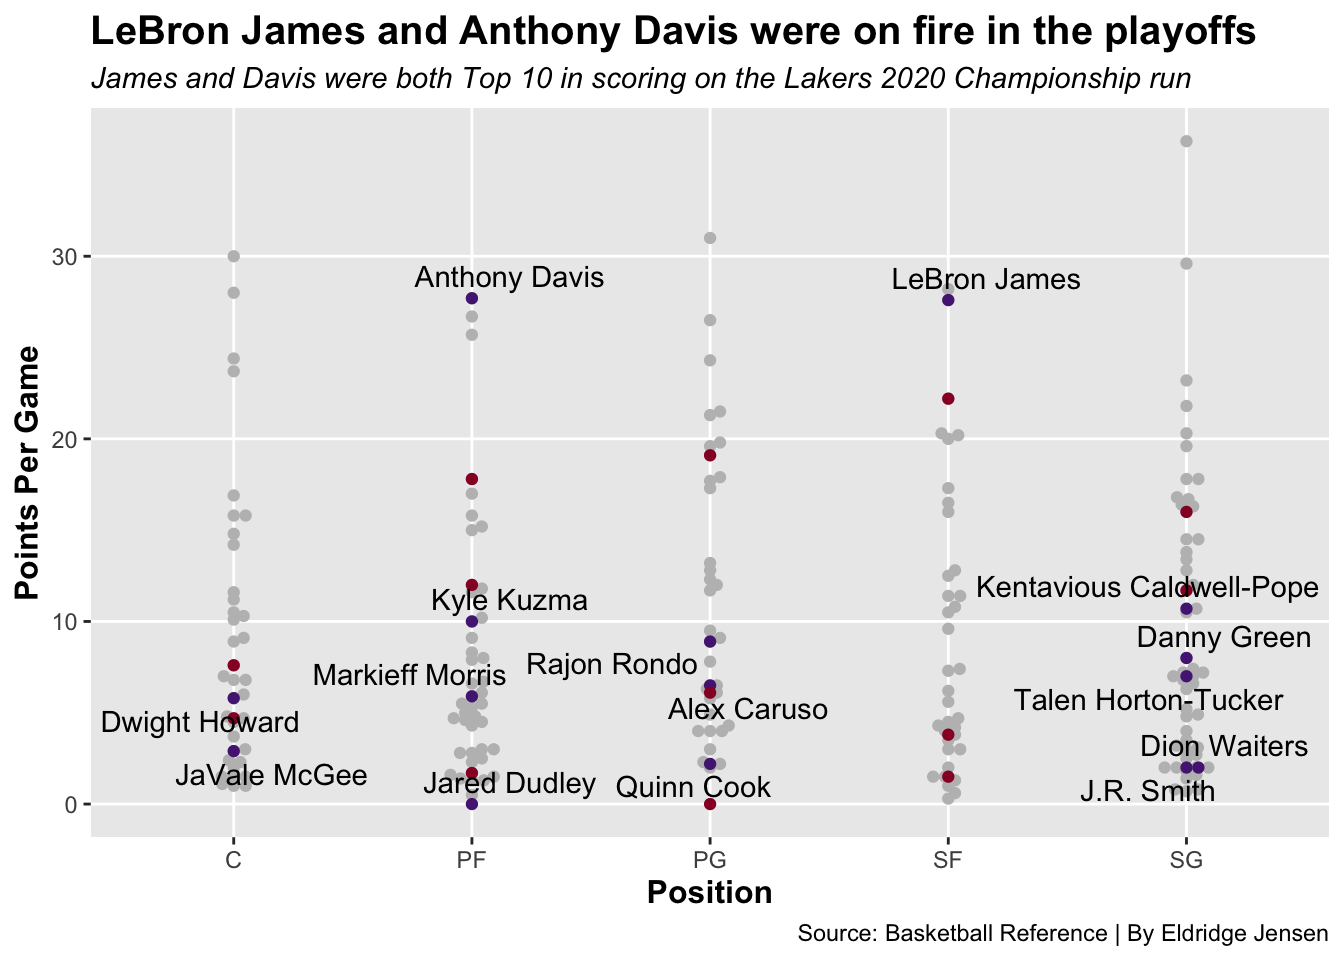 LeBron James and Anthony Davis were on fire in the playoffs
James and Davis were both Top 10 in scoring on the Lakers 2020 Championship run
Points Per Game
30
20
10
0
Anthony Davis
LeBron James
Kyle Kuzma
Kentavious Caldwell-Pope
Danny Green
Rajon Rondo
Markieff Morris
Talen Horton-Tucker
Alex Caruso
Dwight Howard
Dion Waiters
JaVale McGee
Jared Dudley
Quinn Cook
J.R. Smith
C
PF
PG
SF
SG
Position
Source: Basketball Reference | By Eldridge Jensen